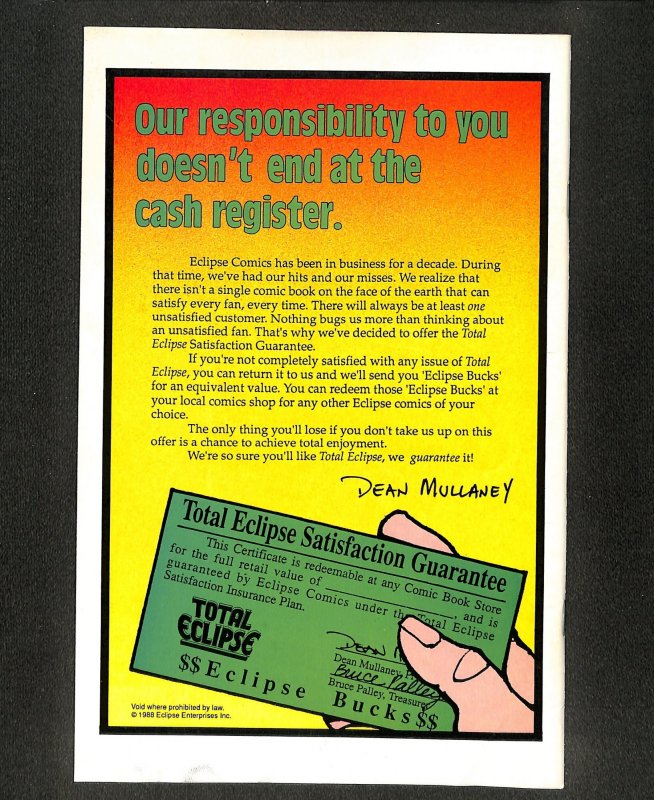 Our responsibility to you
doesn't end at the
cash register.
Eclipse Comics has been in business for a decade. During
that time, we've had our hits and our misses. We realize that
there isn't a single comic book on the face of the earth that can
satisfy every fan, every time. There will always be at least one
unsatisfied customer. Nothing bugs us more than thinking about
an unsatisfied fan. That's why we've decided to offer the Total
Eclipse Satisfaction Guarantee.
If you're not completely satisfied with any issue of Total
Eclipse, you can return it to us and we'll send you 'Eclipse Bucks'
for an equivalent value. You can redeem those 'Eclipse Bucks' at
your local comics shop for any other Eclipse comics of your
choice.
The only thing you'll lose if you don't take us up on this
offer is a chance to achieve total enjoyment.
We're so sure you'll like Total Eclipse, we guarantee it!
DEAN MULLANEY
Total Eclipse Satisfaction Guarantee
This Certificate is redeemable at any Comic Book Store
for the full retail value of ____________, and is
guaranteed by Eclipse Comics under the Total Eclipse
Satisfaction Insurance Plan.
TOTAL
ECLIPSE
DEAN
Dean Mullaney,
Bruce Palley
Bruce Palley, Treasurer
$$Eclipse Bucks$$
Void where prohibited by law.
© 1988 Eclipse Enterprises Inc.